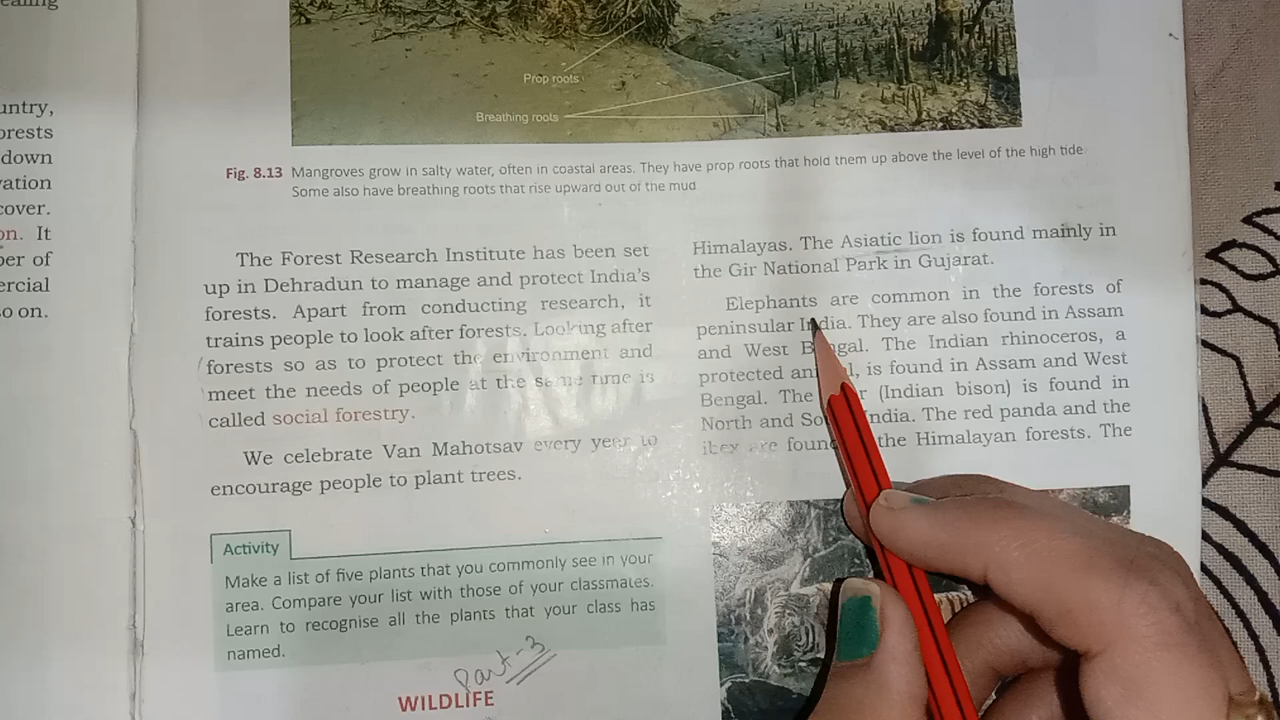 ealing
untry,
orests
down
vation
cover.
on. It
ber of
ercial
so on.
Prop roots
Breathing roots
Fig. 8.13 Mangroves grow in salty water, often in coastal areas. They have prop roots that hold them up above the level of the high tide
Some also have breathing roots that rise upward out of the mud
The Forest Research Institute has been set
up in Dehradun to manage and protect India's
forests. Apart from conducting research, it
trains people to look after forests. Looking after
forests so as to protect the environment and
meet the needs of people at the same time is
called social forestry.
We celebrate Van Mahotsav every year to
encourage people to plant trees.
Activity
Make a list of five plants that you commonly see in your
area. Compare your list with those of your classmates.
Learn to recognise all the plants that your class has
named.
Part-3
WILDLIFE
Himalayas. The Asiatic lion is found mainly in
the Gir National Park in Gujarat.
Elephants are common in the forests of
peninsular India. They are also found in Assam
and West Bengal. The Indian rhinoceros, a
protected animal, is found in Assam and West
Bengal. The (Indian bison) is found in
North and South India. The red panda and the
ibex are found the Himalayan forests. The